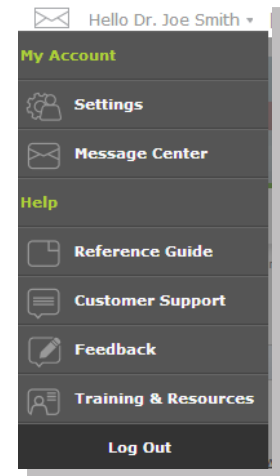 Hello Dr. Joe Smith
My Account
Settings
Message Center
Help
Reference Guide
Customer Support
Feedback
Training & Resources
Log Out